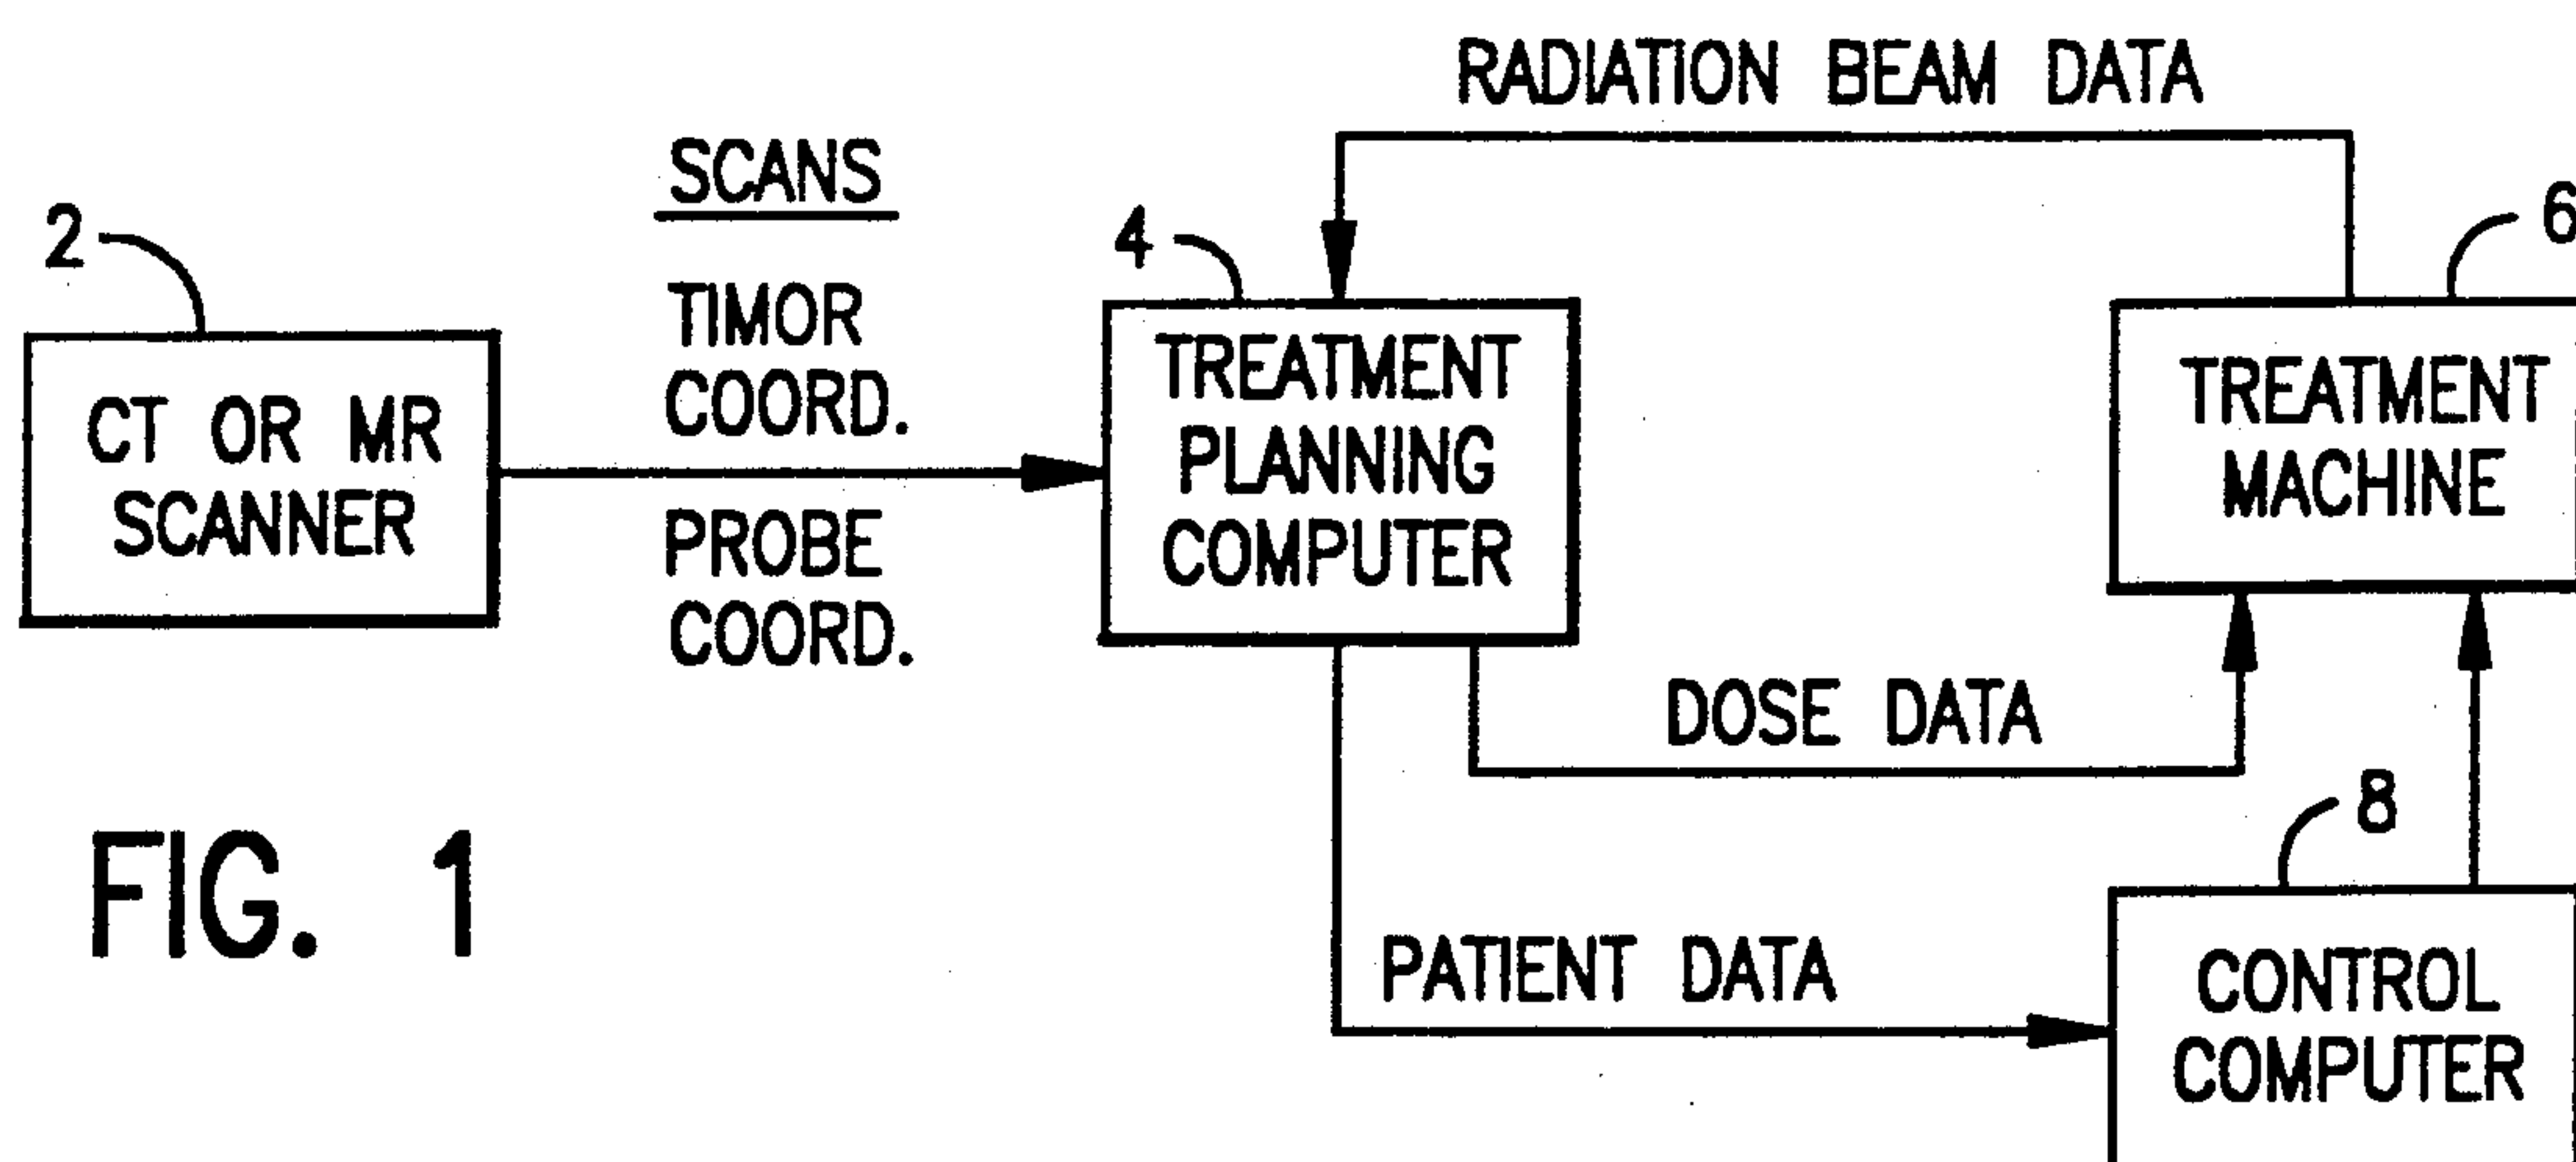 RADIATION BEAM DATA
SCANS
2
4
6
TIMOR
COORD.
CT OR MR
SCANNER
PROBE
COORD.
TREATMENT
PLANNING
COMPUTER
TREATMENT
MACHINE
DOSE DATA
8
FIG. 1
PATIENT DATA
CONTROL
COMPUTER